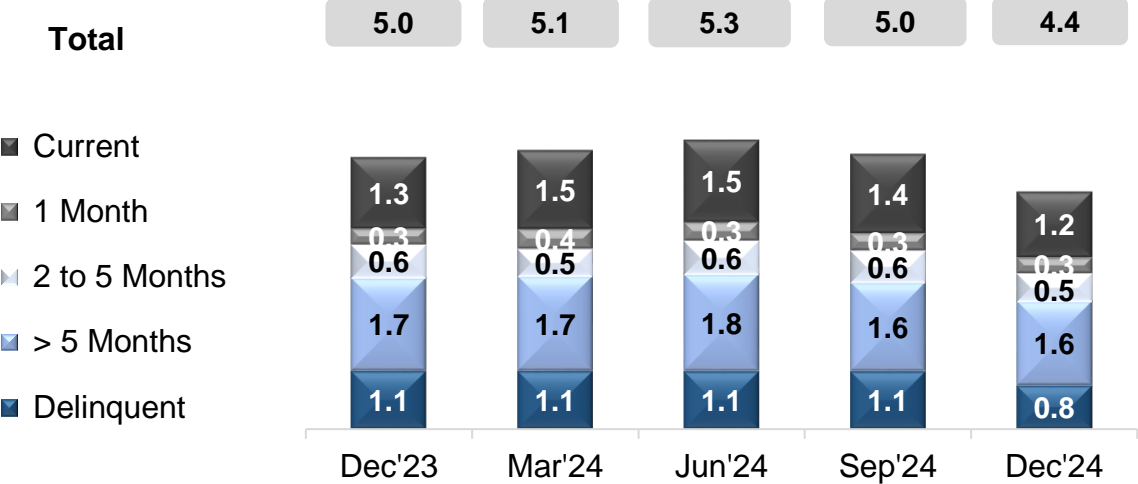 Total 5.0 5.1 5.3 5.0 4.4
Current
1 Month
2 to 5 Months
> 5 Months
Delinquent
1.3 1.5 1.5 1.4 1.2
0.3 0.4 0.3 0.3 0.3
0.6 0.5 0.6 0.6 0.5
1.7 1.7 1.8 1.6 1.6
1.1 1.1 1.1 1.1 0.8
Dec'23 Mar'24 Jun'24 Sep'24 Dec'24